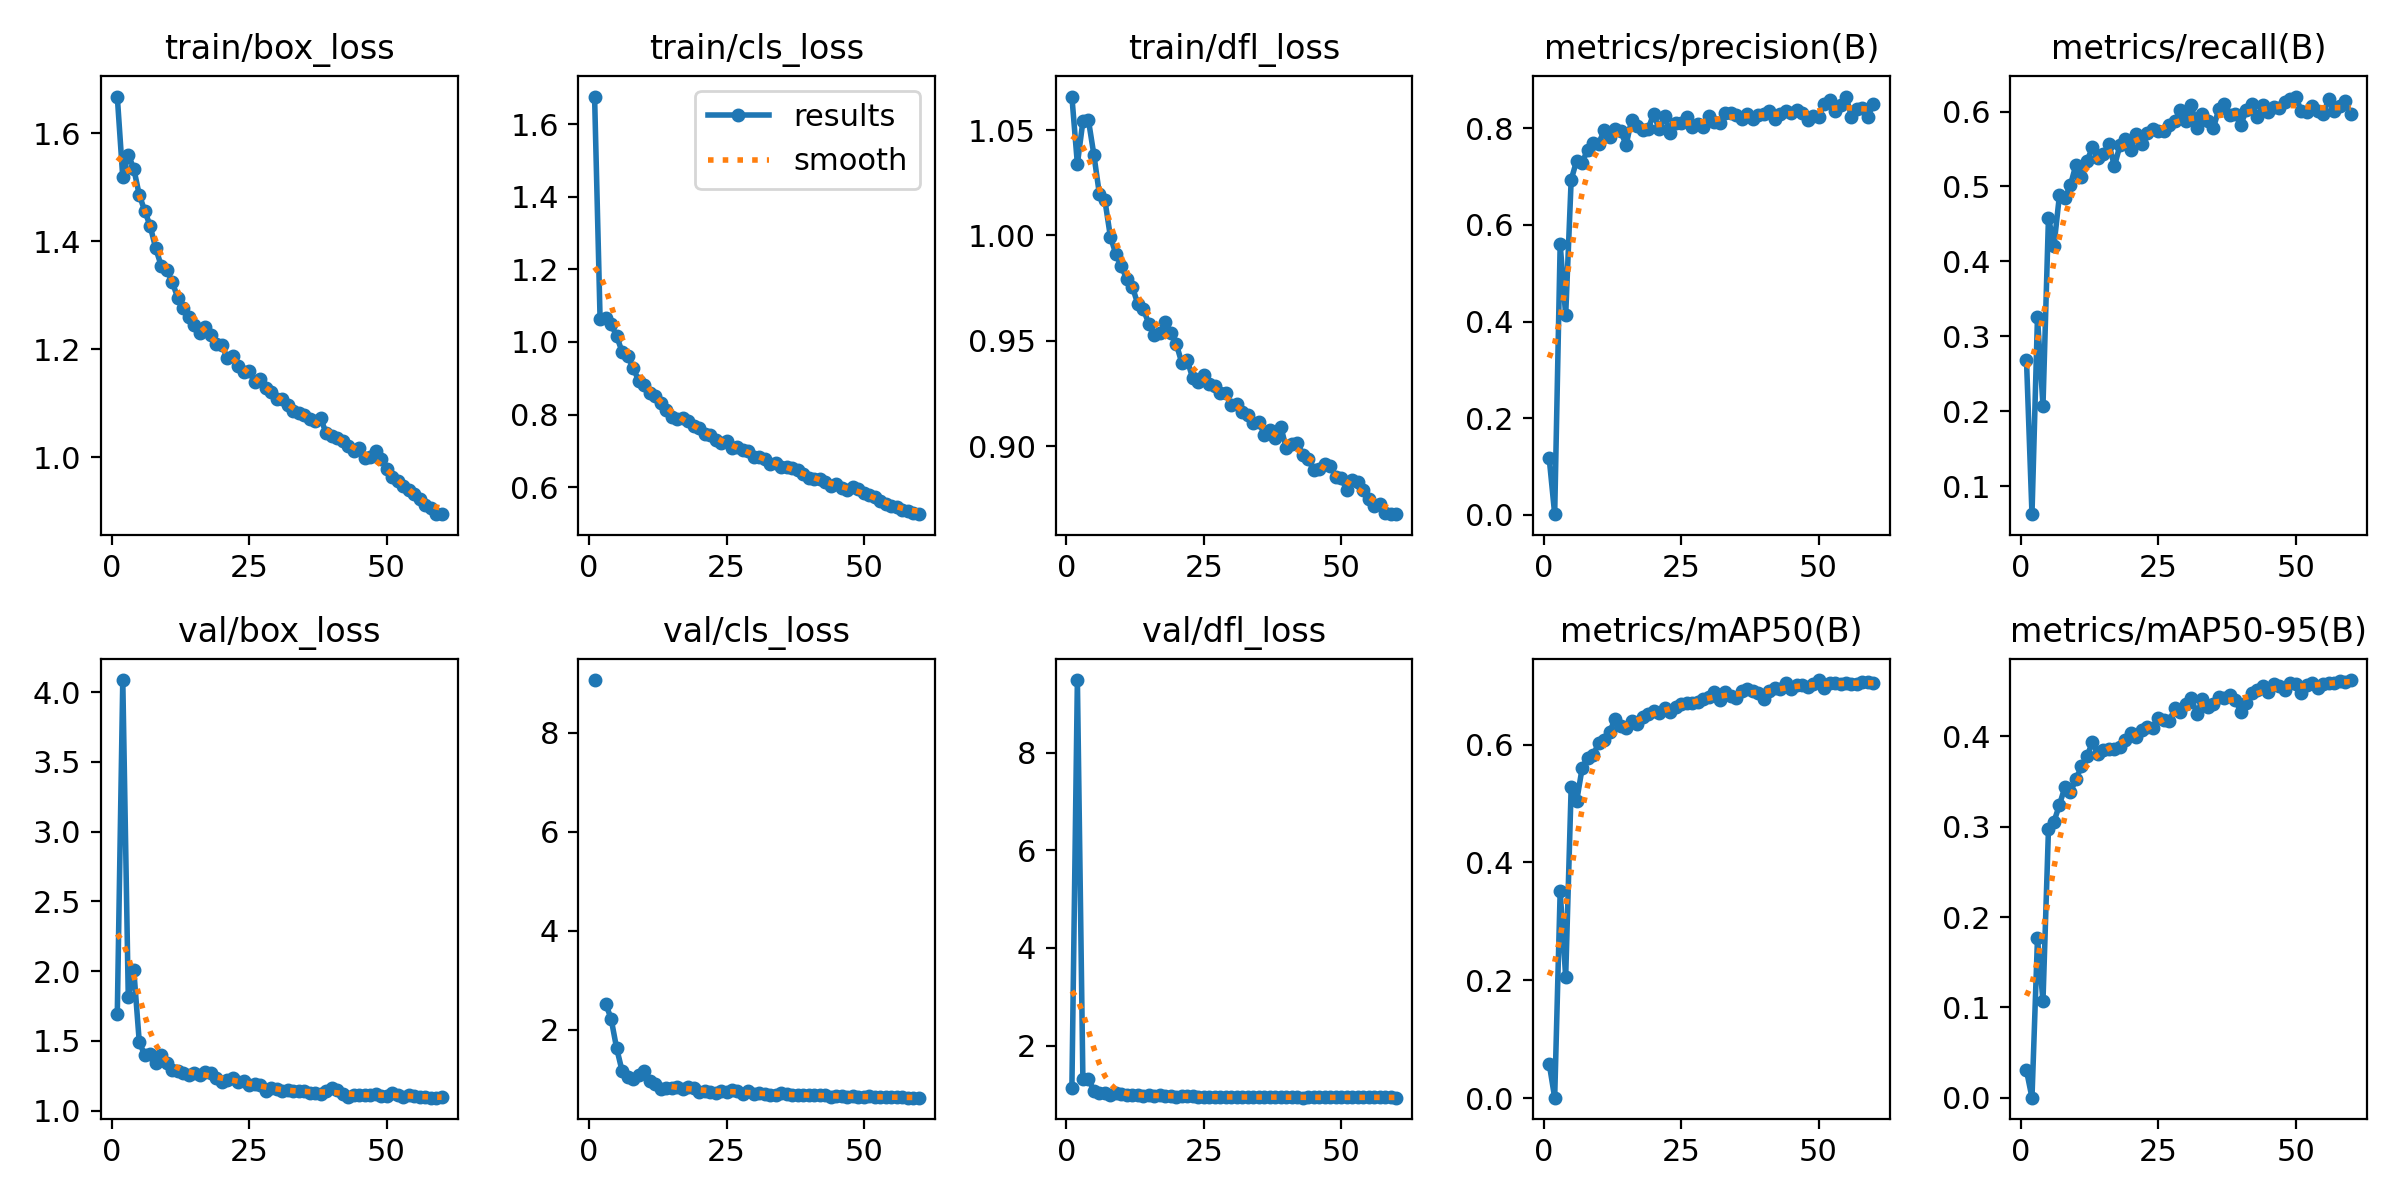 train/box_loss
1.6
1.4
1.2
1.0
0 25 50
train/cls_loss
results
smooth
1.6
1.4
1.2
1.0
0.8
0.6
0 25 50
train/dfl_loss
1.05
1.00
0.95
0.90
0 25 50
metrics/precision(B)
0.8
0.6
0.4
0.2
0.0
0 25 50
metrics/recall(B)
0.6
0.5
0.4
0.3
0.2
0.1
0 25 50
val/box_loss
4.0
3.5
3.0
2.5
2.0
1.5
1.0
0 25 50
val/cls_loss
8
6
4
2
0 25 50
val/dfl_loss
8
6
4
2
0 25 50
metrics/mAP50(B)
0.6
0.4
0.2
0.0
0 25 50
metrics/mAP50-95(B)
0.4
0.3
0.2
0.1
0.0
0 25 50